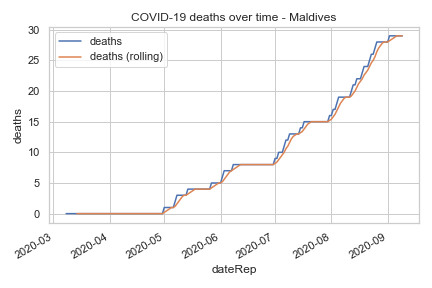 COVID-19 deaths over time - Maldives
deaths
deaths (rolling)
30
25
20
15
10
5
0
deaths
2020-03
2020-04
2020-05
2020-06
2020-07
2020-08
2020-09
dateRep